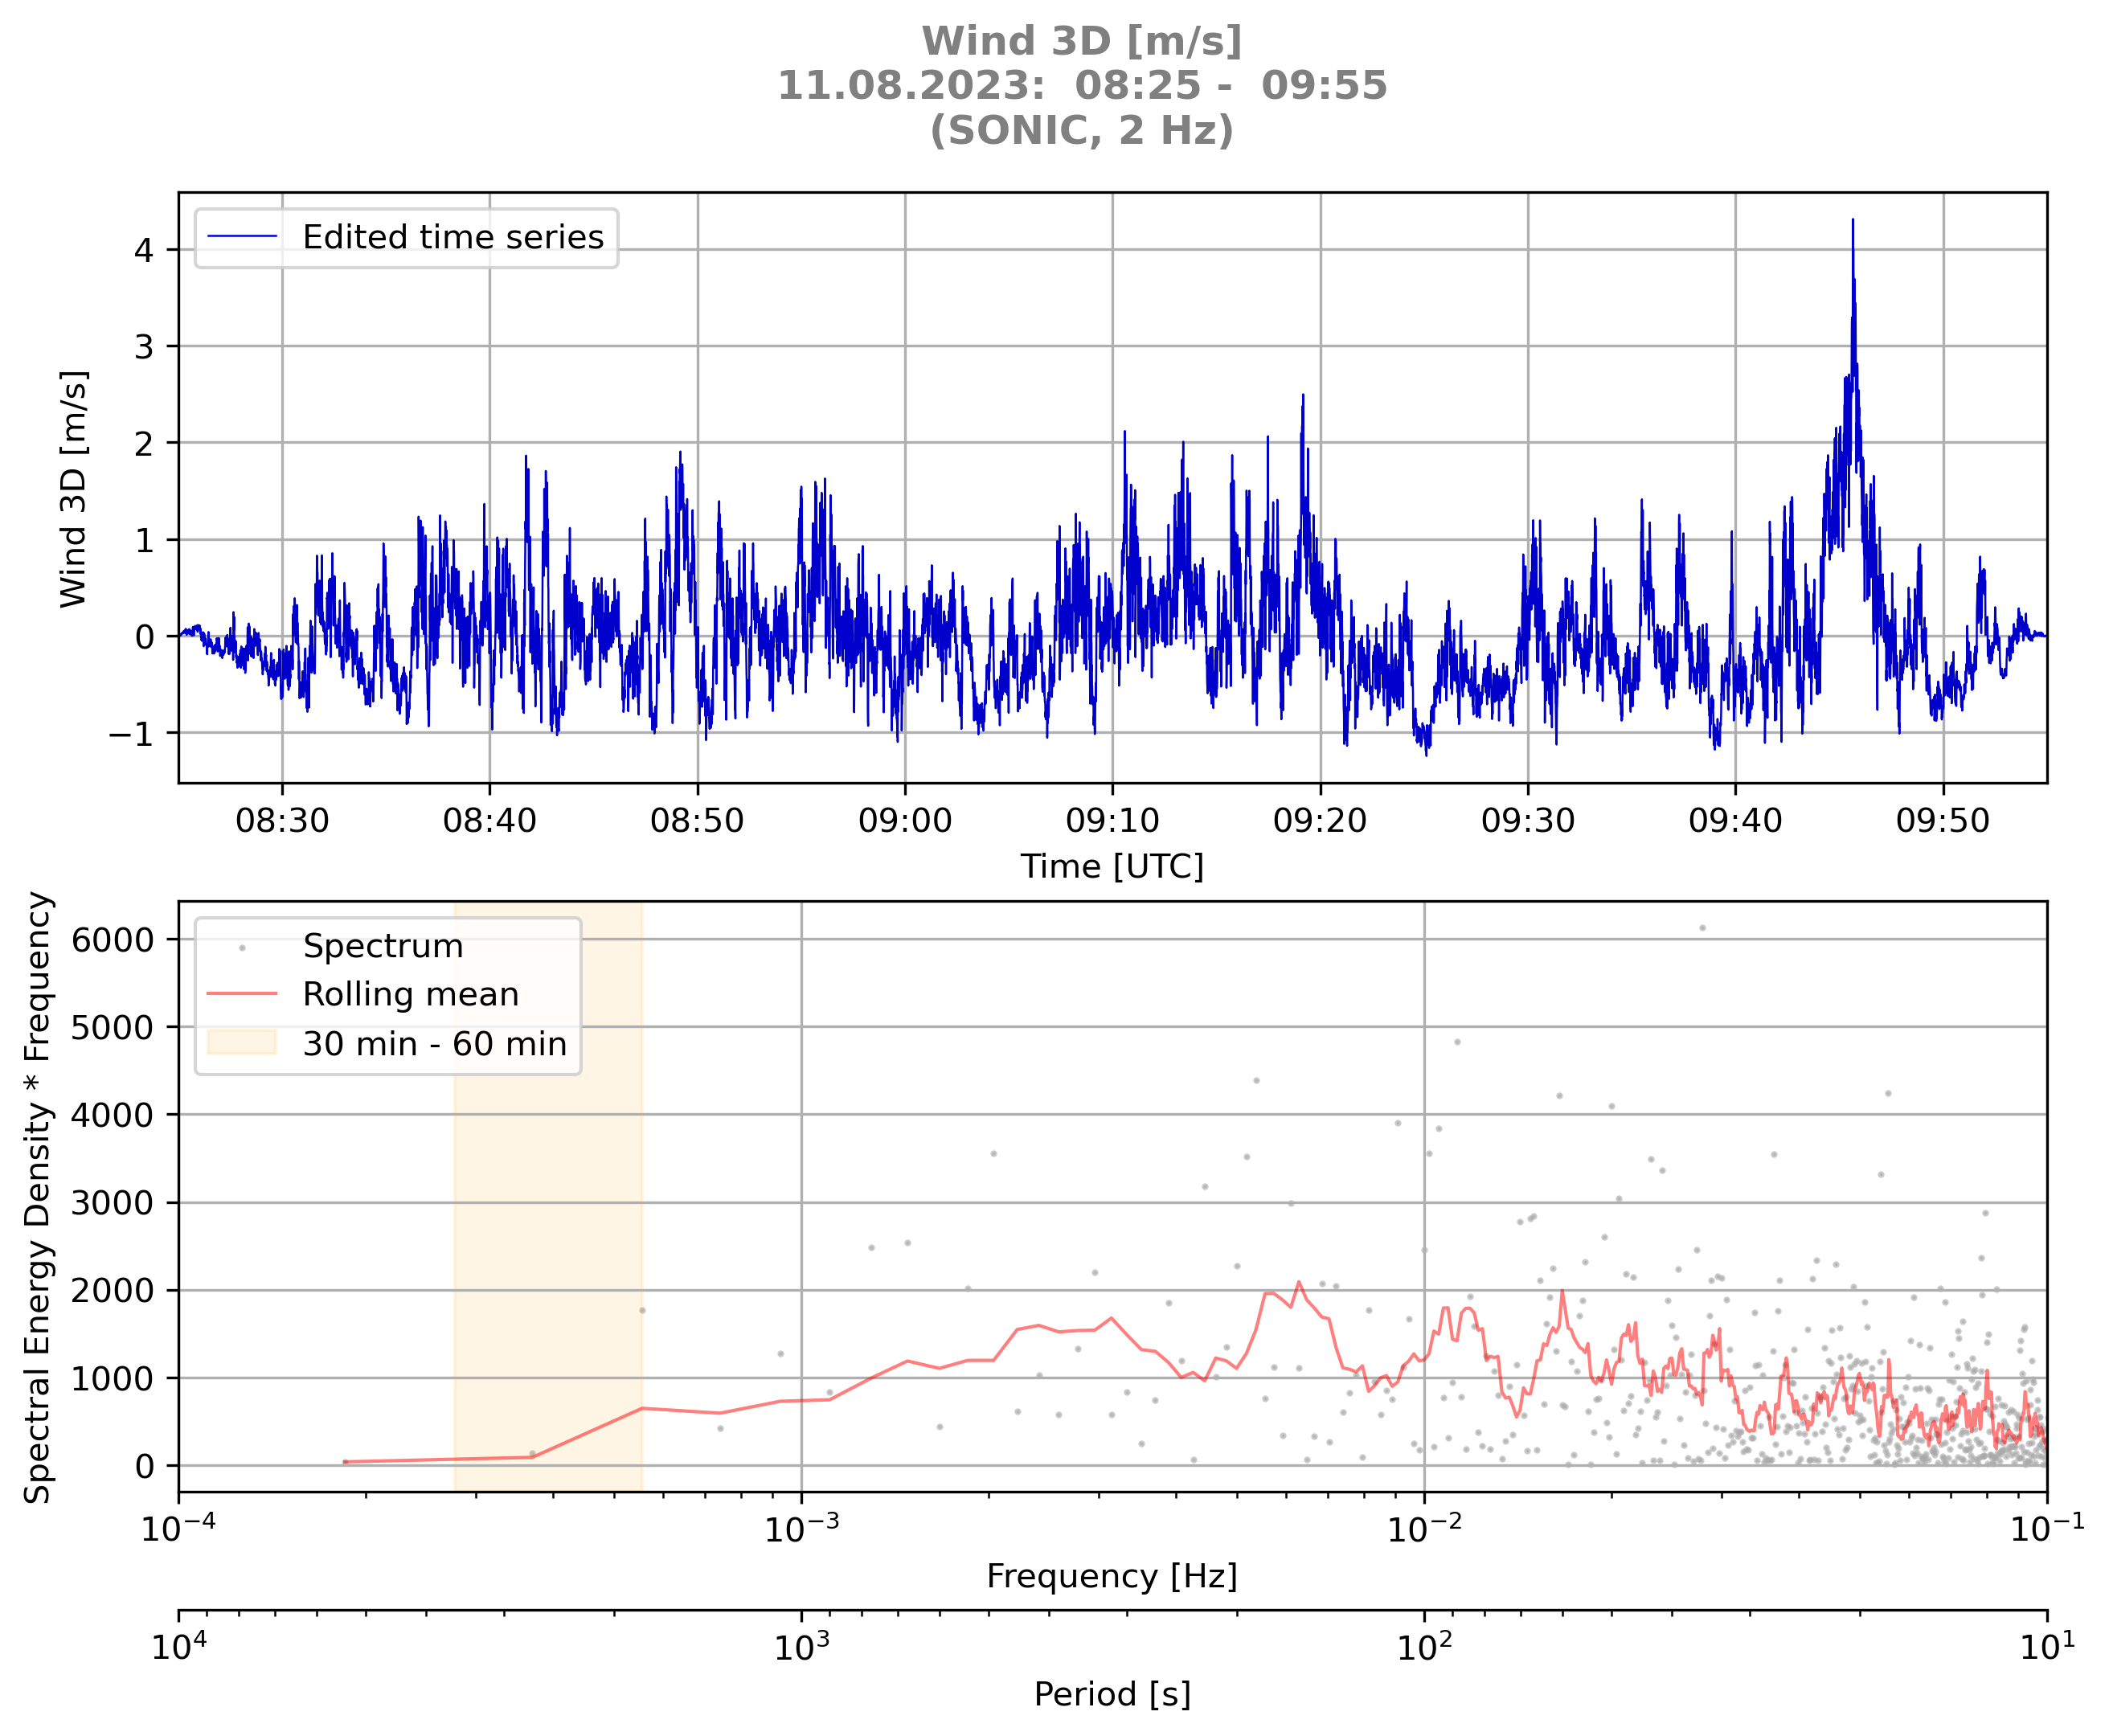 Wind 3D [m/s]
11.08.2023:  08:25 -  09:55
(SONIC, 2 Hz)
Edited time series
Wind 3D [m/s]
4
3
2
1
0
−1
08:30 08:40 08:50 09:00 09:10 09:20 09:30 09:40 09:50
Time [UTC]
Spectrum
Rolling mean
30 min - 60 min
Spectral Energy Density * Frequency
6000
5000
4000
3000
2000
1000
0
10⁻⁴ 10⁻³ 10⁻² 10⁻¹
Frequency [Hz]
10⁴ 10³ 10² 10¹
Period [s]